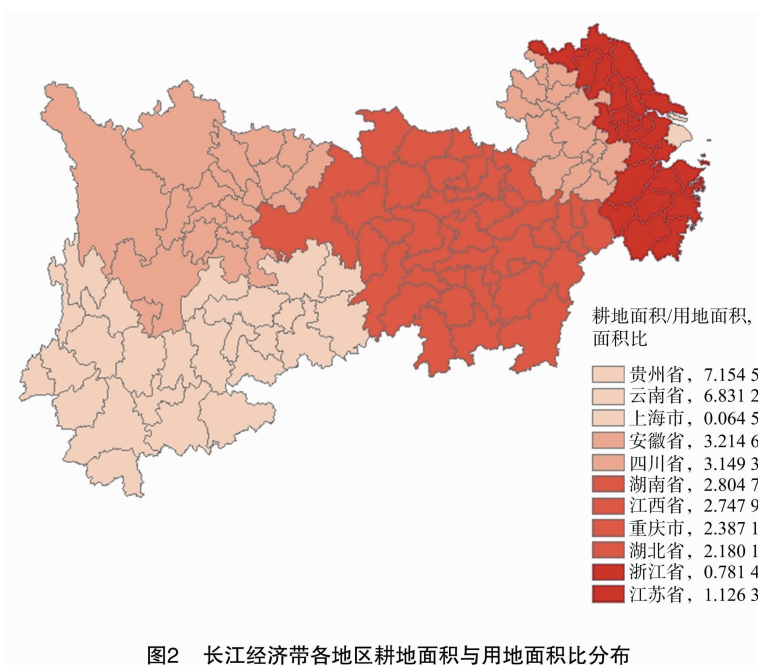 耕地面积/用地面积,
面积比
贵州省，7.154 5
云南省，6.831 2
上海市，0.064 5
安徽省，3.214 6
四川省，3.149 3
湖南省，2.804 7
江西省，2.747 9
重庆市，2.387 1
湖北省，2.180 1
浙江省，0.781 4
江苏省，1.126 3
图2 长江经济带各地区耕地面积与用地面积比分布